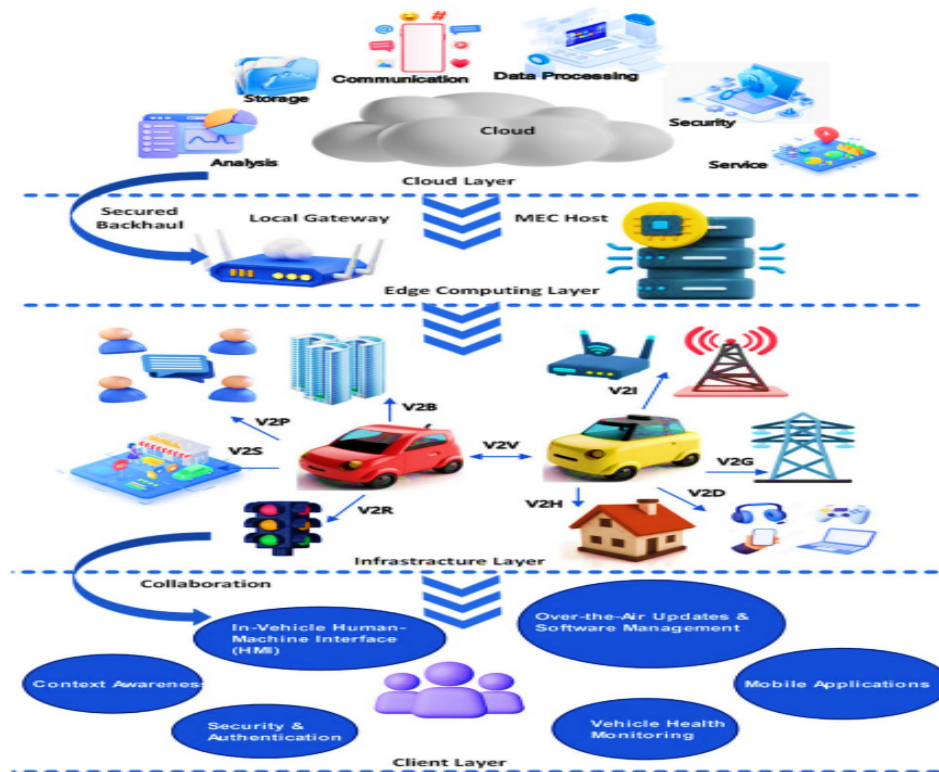 Communication
Data Processing
Storage
Cloud
Security
Analysis
Service
Cloud Layer
Secured
Backhaul
Local Gateway
MEC Host
Edge Computing Layer
V2I
V2B
V2P
V2S
V2V
V2G
V2D
V2H
V2R
Infrastracture Layer
Collaboration
In-Vehicle Human-
Machine Interface
(HMI)
Over-the-Air Updates &
Software Management
Context Awareness
Mobile Applications
Security &
Authentication
Vehicle Health
Monitoring
Client Layer